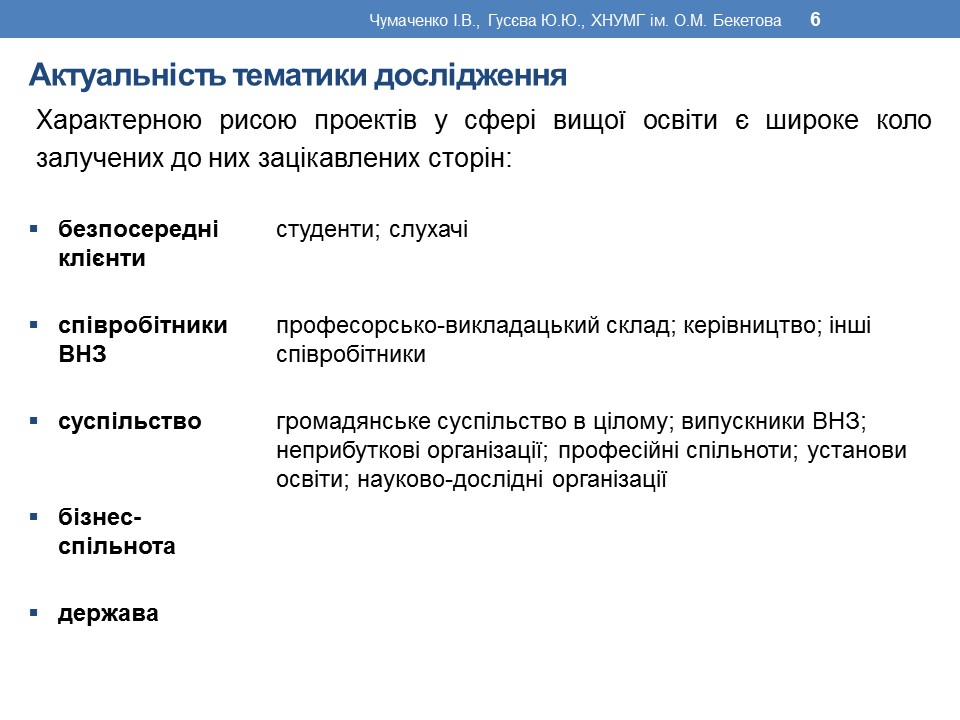 Чумаченко І.В., Гусєва Ю.Ю., ХНУМГ ім. О.М. Бекетова 6
Актуальність тематики дослідження
Характерною рисою проектів у сфері вищої освіти є широке коло
залучених до них зацікавлених сторін:
▪ безпосередні студенти; слухачі
клієнти
▪ співробітники професорсько-викладацький склад; керівництво; інші
ВНЗ співробітники
▪ суспільство громадянське суспільство в цілому; випускники ВНЗ;
неприбуткові організації; професійні спільноти; установи
освіти; науково-дослідні організації
▪ бізнес-
спільнота
▪ держава